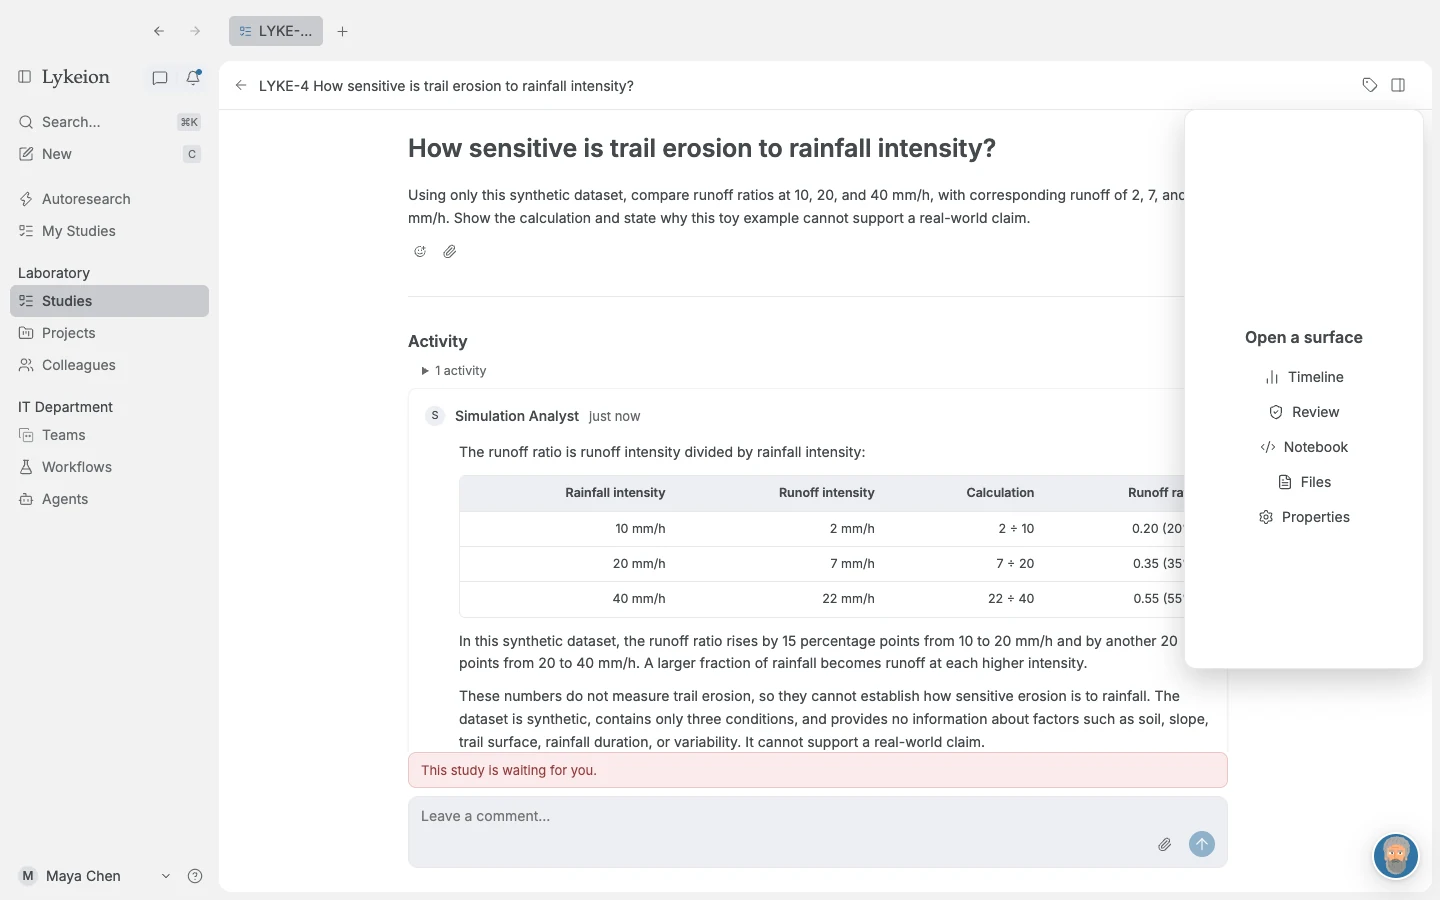 LYKE-...
Lykeion
Search...
⌘K
New
C
Autoresearch
My Studies
Laboratory
Studies
Projects
Colleagues
IT Department
Teams
Workflows
Agents
M
Maya Chen
LYKE-4 How sensitive is trail erosion to rainfall intensity?
How sensitive is trail erosion to rainfall intensity?
Using only this synthetic dataset, compare runoff ratios at 10, 20, and 40 mm/h, with corresponding runoff of 2, 7, and
mm/h. Show the calculation and state why this toy example cannot support a real-world claim.
Activity
1 activity
S
Simulation Analyst just now
The runoff ratio is runoff intensity divided by rainfall intensity:
Rainfall intensity Runoff intensity Calculation Runoff ra
10 mm/h 2 mm/h 2 ÷ 10 0.20 (20
20 mm/h 7 mm/h 7 ÷ 20 0.35 (35
40 mm/h 22 mm/h 22 ÷ 40 0.55 (55
In this synthetic dataset, the runoff ratio rises by 15 percentage points from 10 to 20 mm/h and by another 20
points from 20 to 40 mm/h. A larger fraction of rainfall becomes runoff at each higher intensity.
These numbers do not measure trail erosion, so they cannot establish how sensitive erosion is to rainfall. The
dataset is synthetic, contains only three conditions, and provides no information about factors such as soil, slope,
trail surface, rainfall duration, or variability. It cannot support a real-world claim.
This study is waiting for you.
Leave a comment...
Open a surface
Timeline
Review
Notebook
Files
Properties